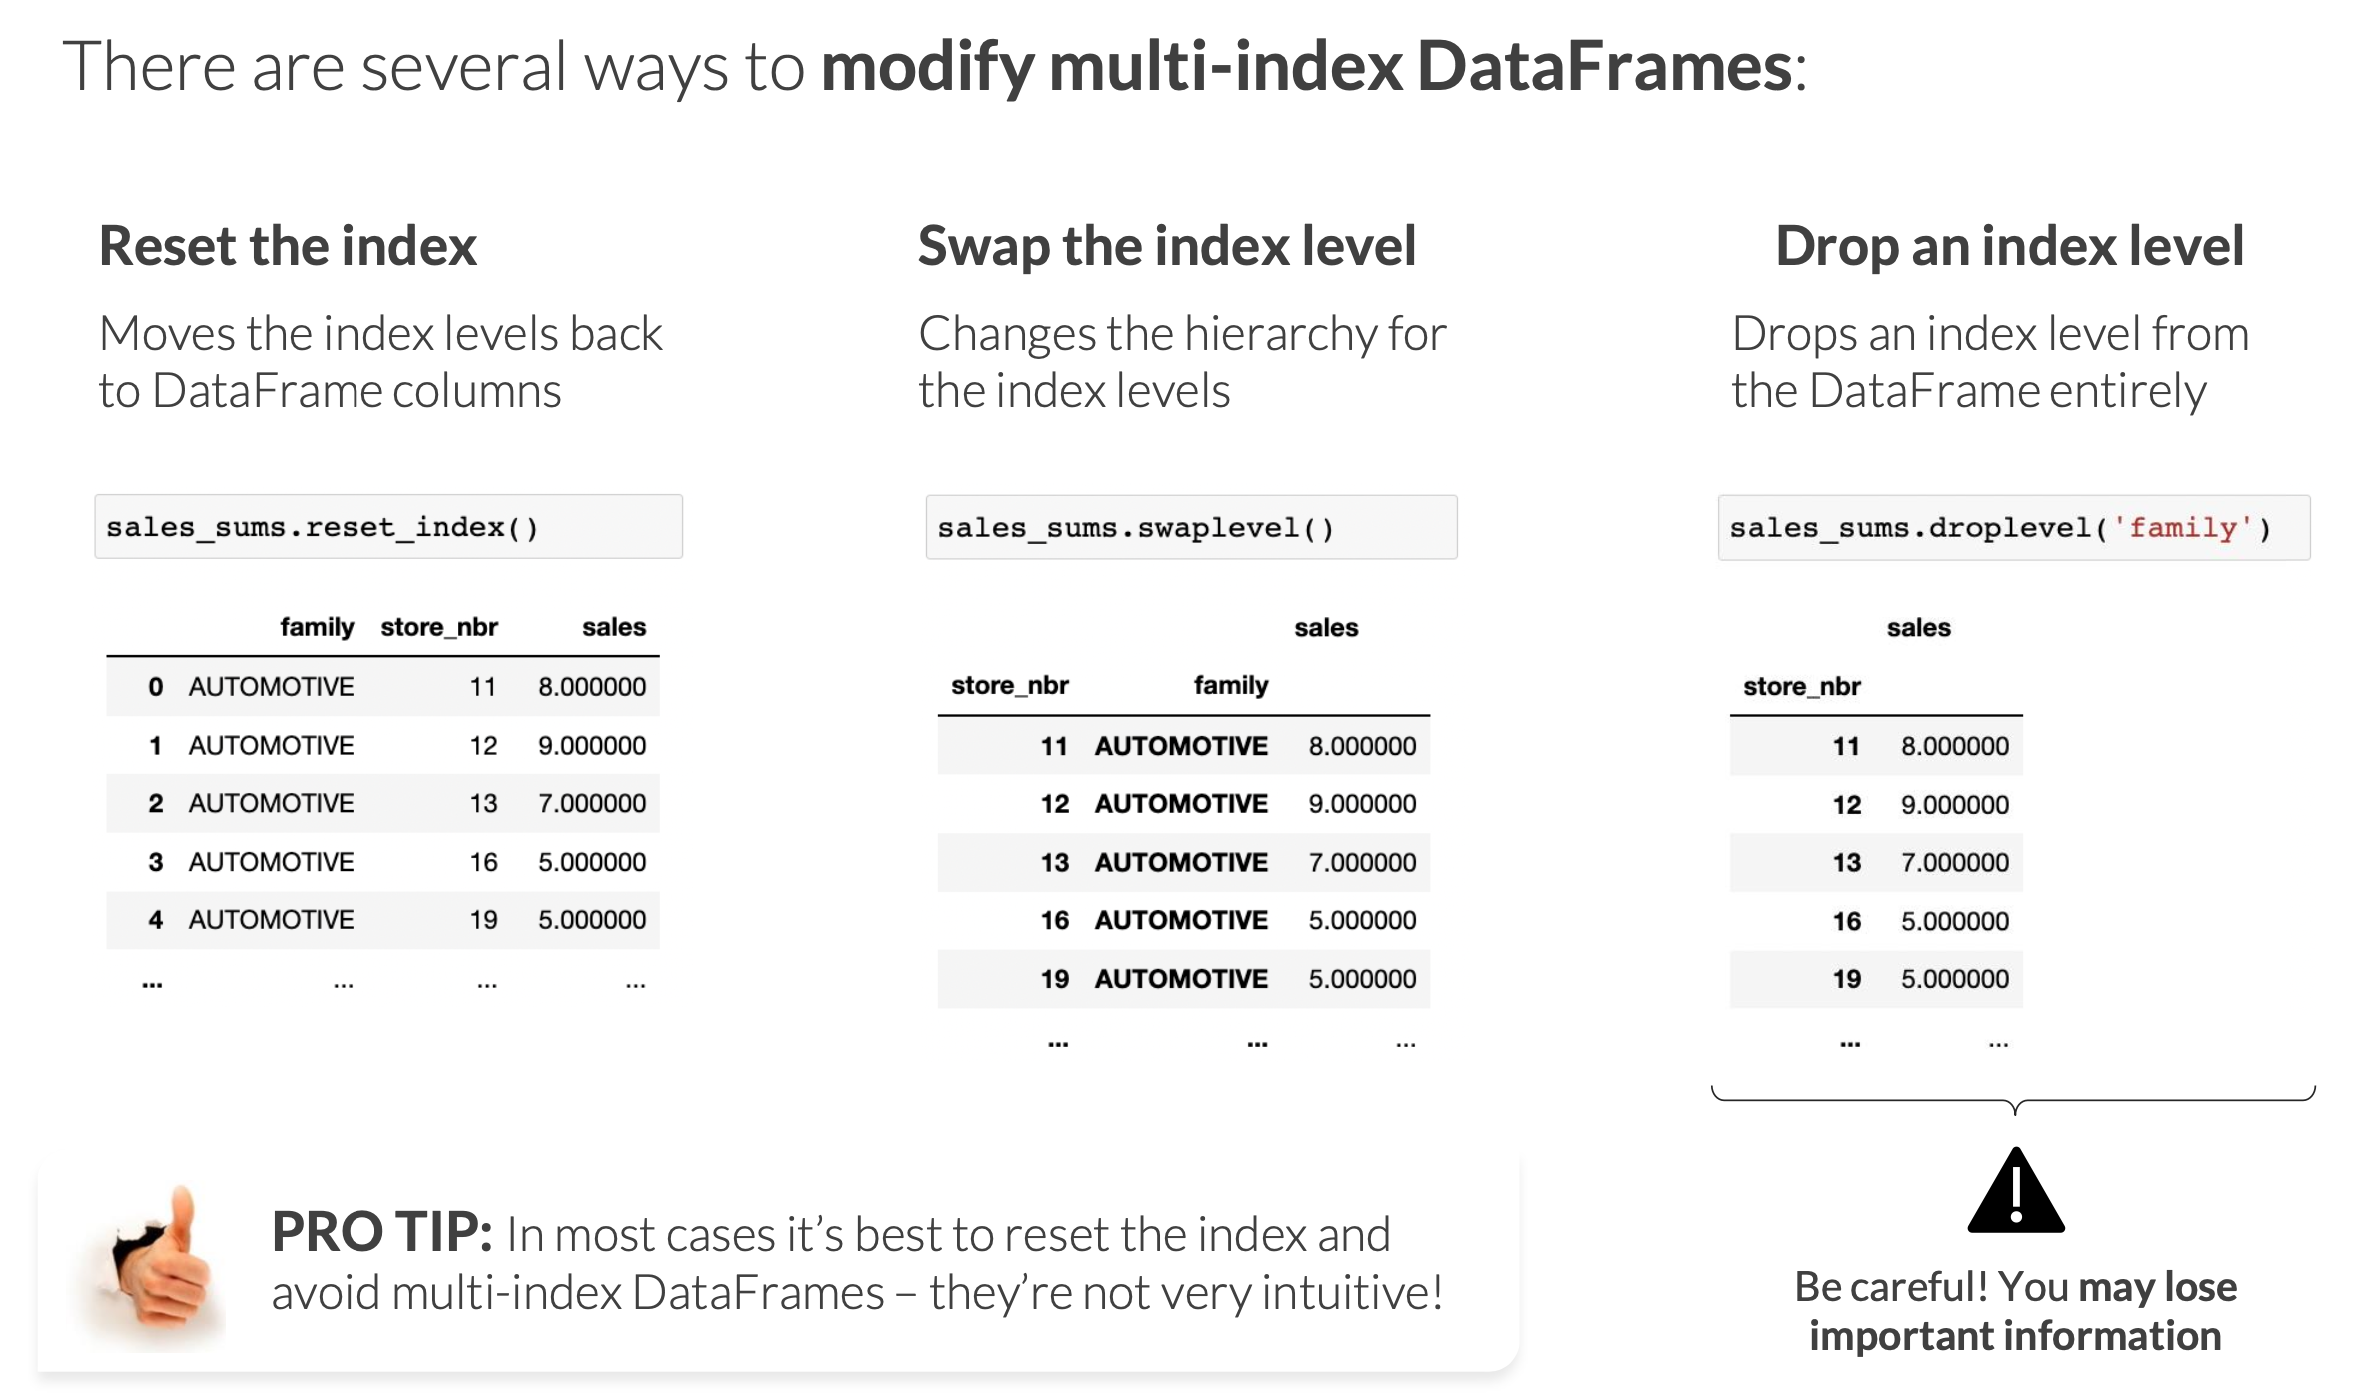 There are several ways to modify multi-index DataFrames:
Reset the index
Moves the index levels back
to DataFrame columns
sales_sums.reset_index()
family store_nbr sales
0 AUTOMOTIVE 11 8.000000
1 AUTOMOTIVE 12 9.000000
2 AUTOMOTIVE 13 7.000000
3 AUTOMOTIVE 16 5.000000
4 AUTOMOTIVE 19 5.000000
... ... ... ...
Swap the index level
Changes the hierarchy for
the index levels
sales_sums.swaplevel()
sales
store_nbr family
11 AUTOMOTIVE 8.000000
12 AUTOMOTIVE 9.000000
13 AUTOMOTIVE 7.000000
16 AUTOMOTIVE 5.000000
19 AUTOMOTIVE 5.000000
... ... ...
Drop an index level
Drops an index level from
the DataFrame entirely
sales_sums.droplevel('family')
sales
store_nbr
11 8.000000
12 9.000000
13 7.000000
16 5.000000
19 5.000000
... ...
Be careful! You may lose
important information
PRO TIP: In most cases it’s best to reset the index and
avoid multi-index DataFrames – they’re not very intuitive!